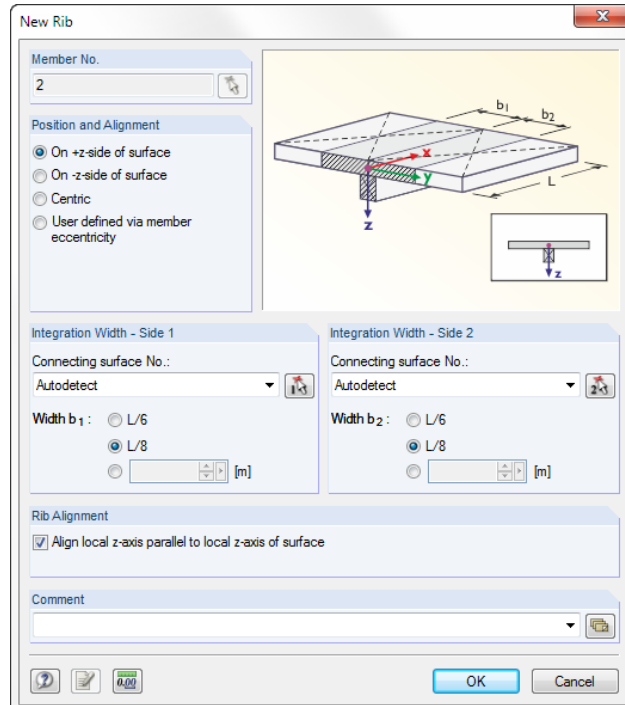 New Rib
Member No.
2
Position and Alignment
On +z-side of surface
On -z-side of surface
Centric
User defined via member
eccentricity
b1
b2
x
y
L
z
z
Integration Width - Side 1
Connecting surface No.:
Autodetect
1
Width b1 :
L/6
L/8
[m]
Integration Width - Side 2
Connecting surface No.:
Autodetect
2
Width b2 :
L/6
L/8
[m]
Rib Alignment
Align local z-axis parallel to local z-axis of surface
Comment
0.00
OK
Cancel